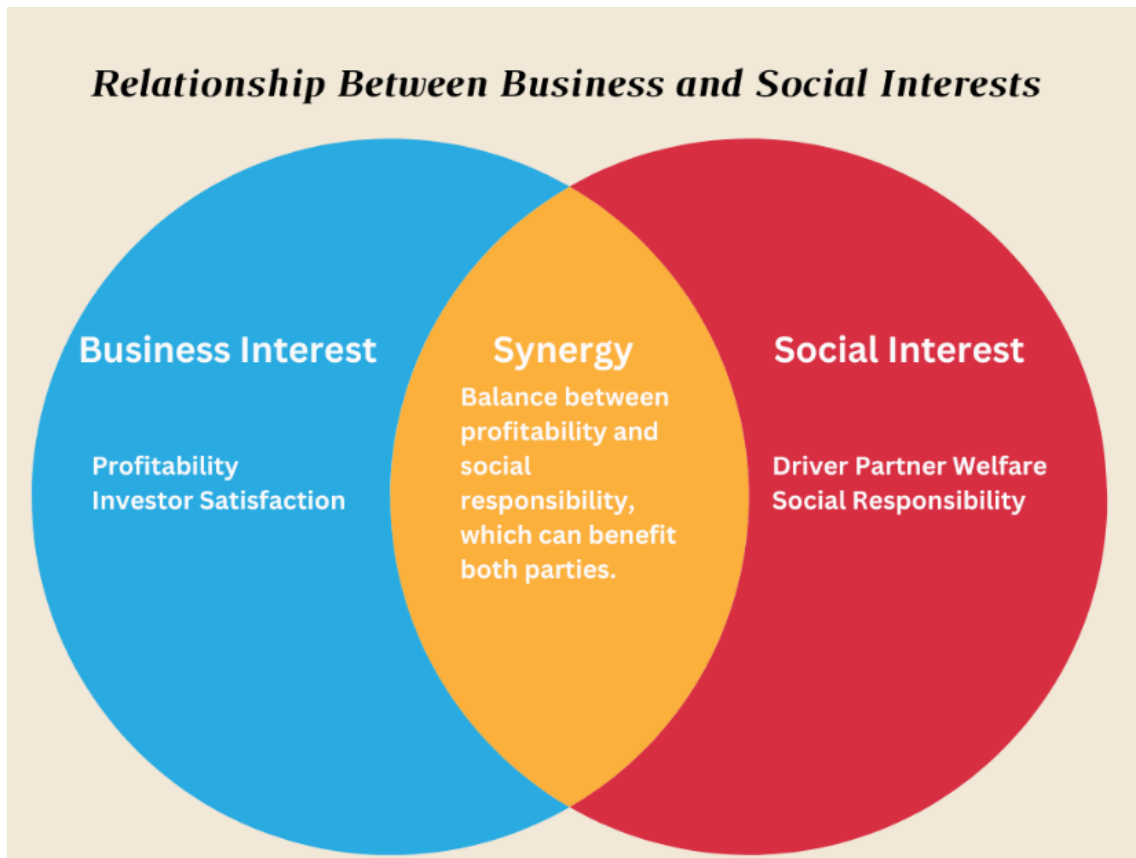 Relationship Between Business and Social Interests
Business Interest
Profitability
Investor Satisfaction
Synergy
Balance between
profitability and
social
responsibility,
which can benefit
both parties.
Social Interest
Driver Partner Welfare
Social Responsibility